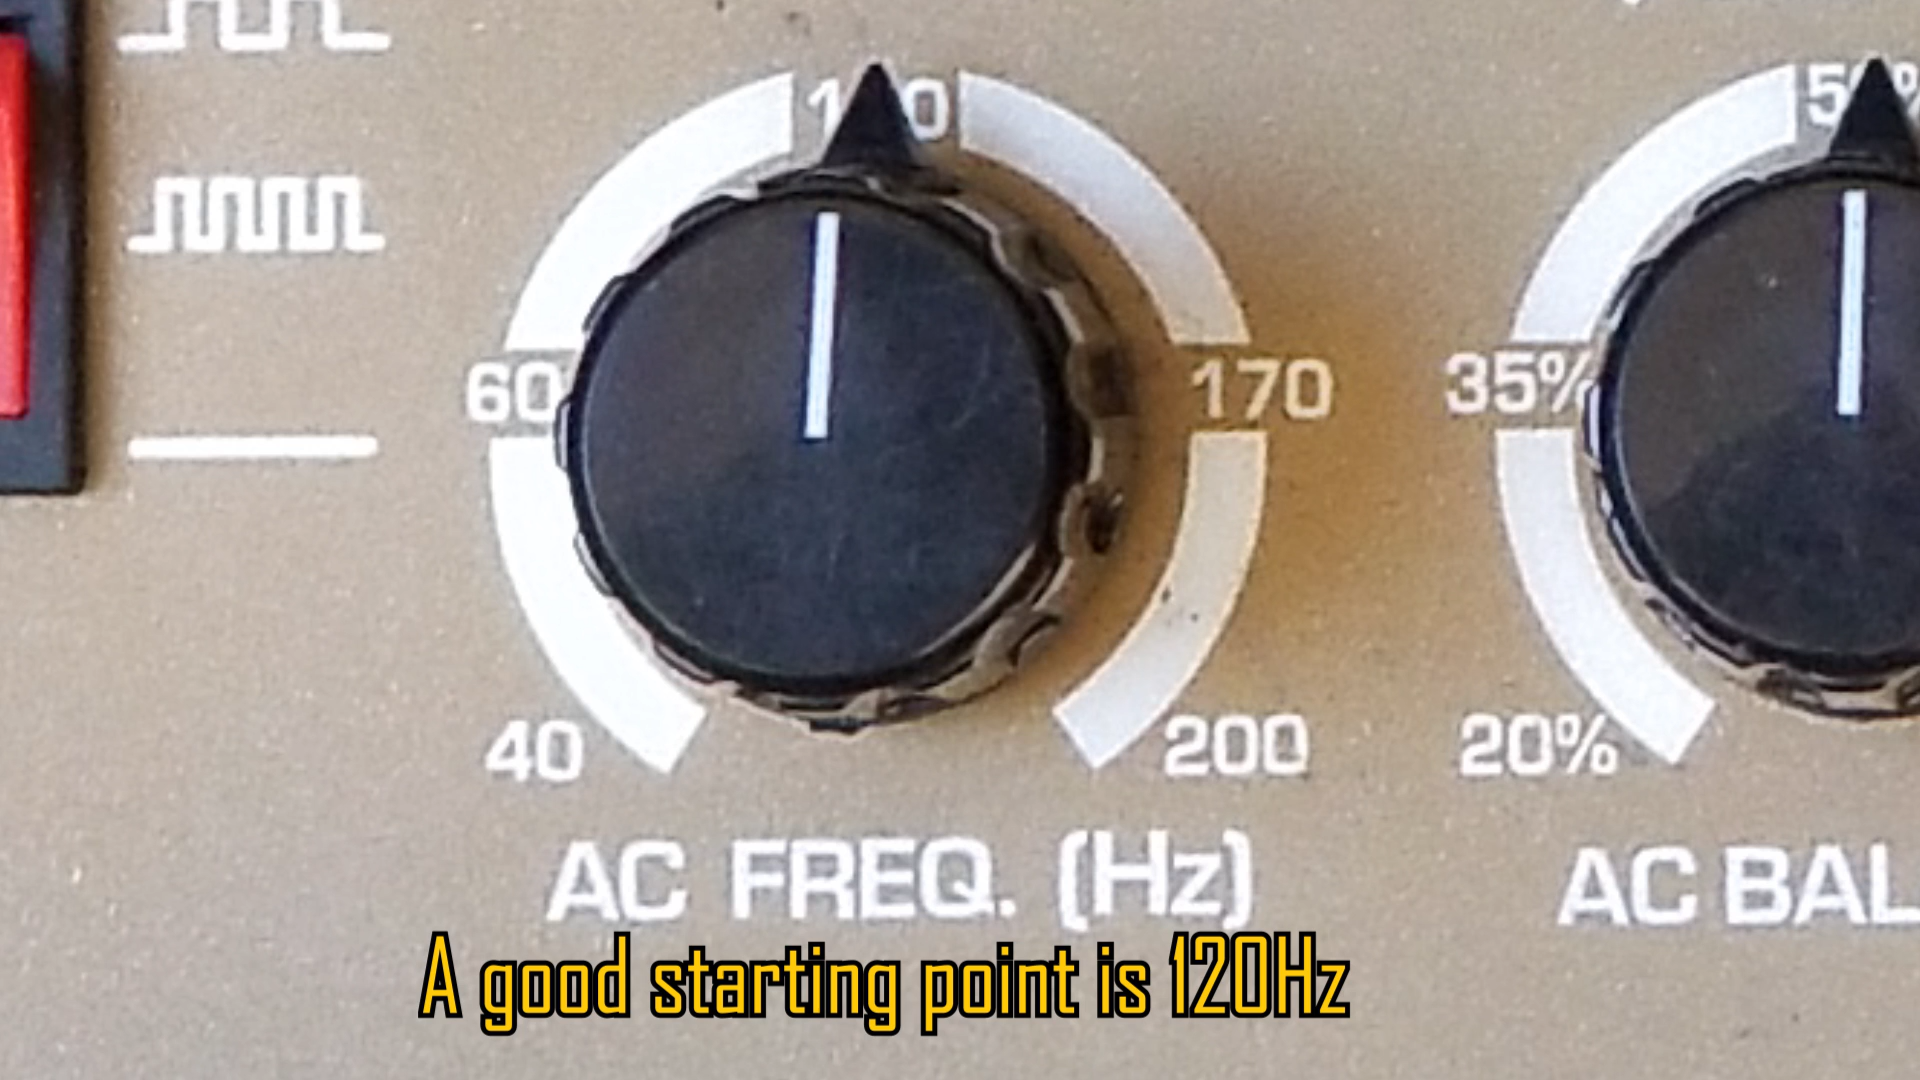 60
170
35%
40
200
20%
AC FREQ. (Hz)
AC BAL
A good starting point is 120Hz